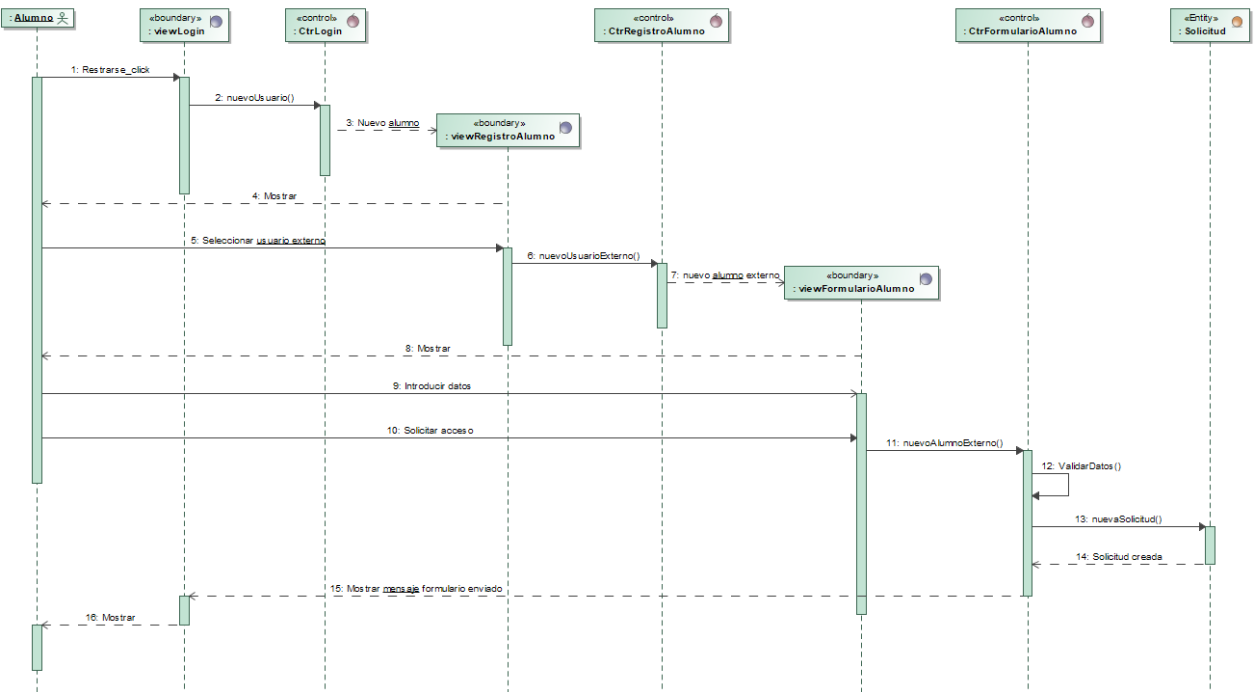 : Alumno
«boundary»
: viewLogin
«control»
: CtrLogin
«control»
: CtrRegistroAlumno
«control»
: CtrFormularioAlumno
«Entity»
: Solicitud
1: Restrarse_click
2: nuevoUsuario()
3: Nuevo alumno
«boundary»
: viewRegistroAlumno
4: Mostrar
5: Seleccionar usuario externo
6: nuevoUsuarioExterno()
7: nuevo alumno externo
«boundary»
: viewFormularioAlumno
8: Mostrar
9: Introducir datos
10: Solicitar acceso
11: nuevoAlumnoExterno()
12: ValidarDatos()
13: nuevaSolicitud()
14: Solicitud creada
15: Mostrar mensaje formulario enviado
16: Mostrar